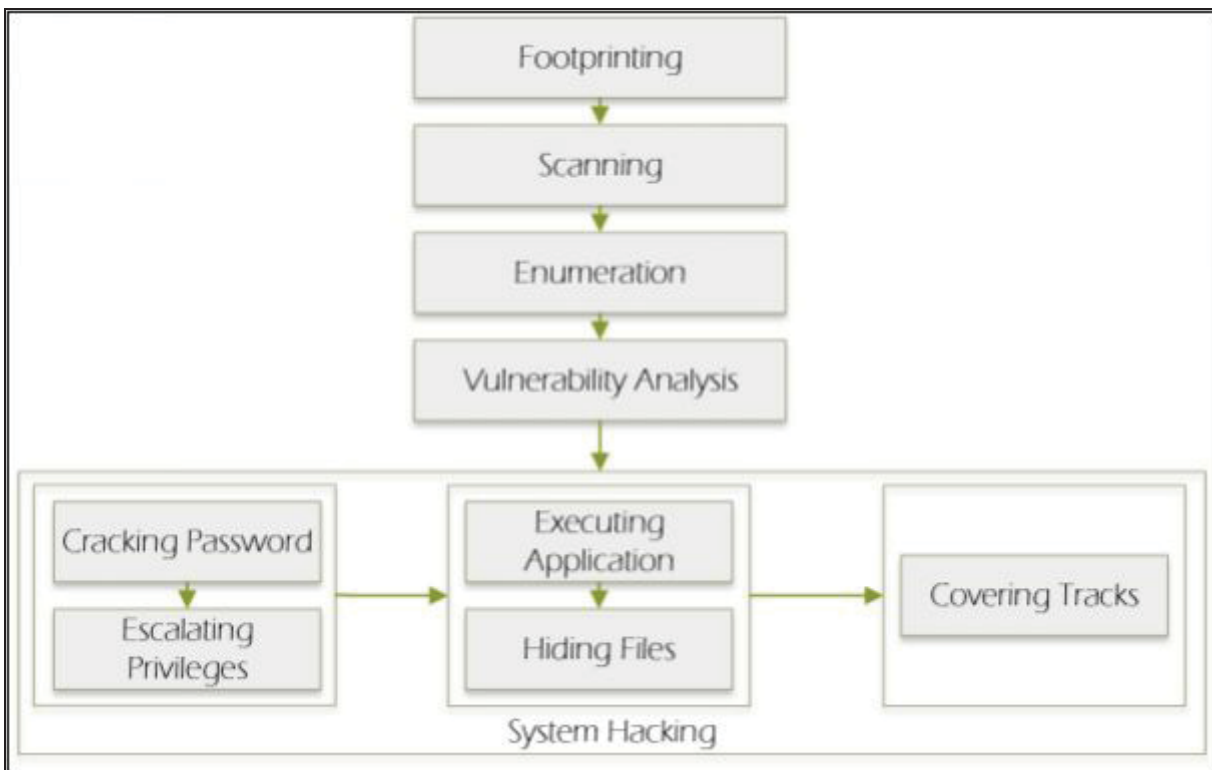 Footprinting
Scanning
Enumeration
Vulnerability Analysis
Cracking Password
Escalating
Privileges
Executing
Application
Hiding Files
Covering Tracks
System Hacking